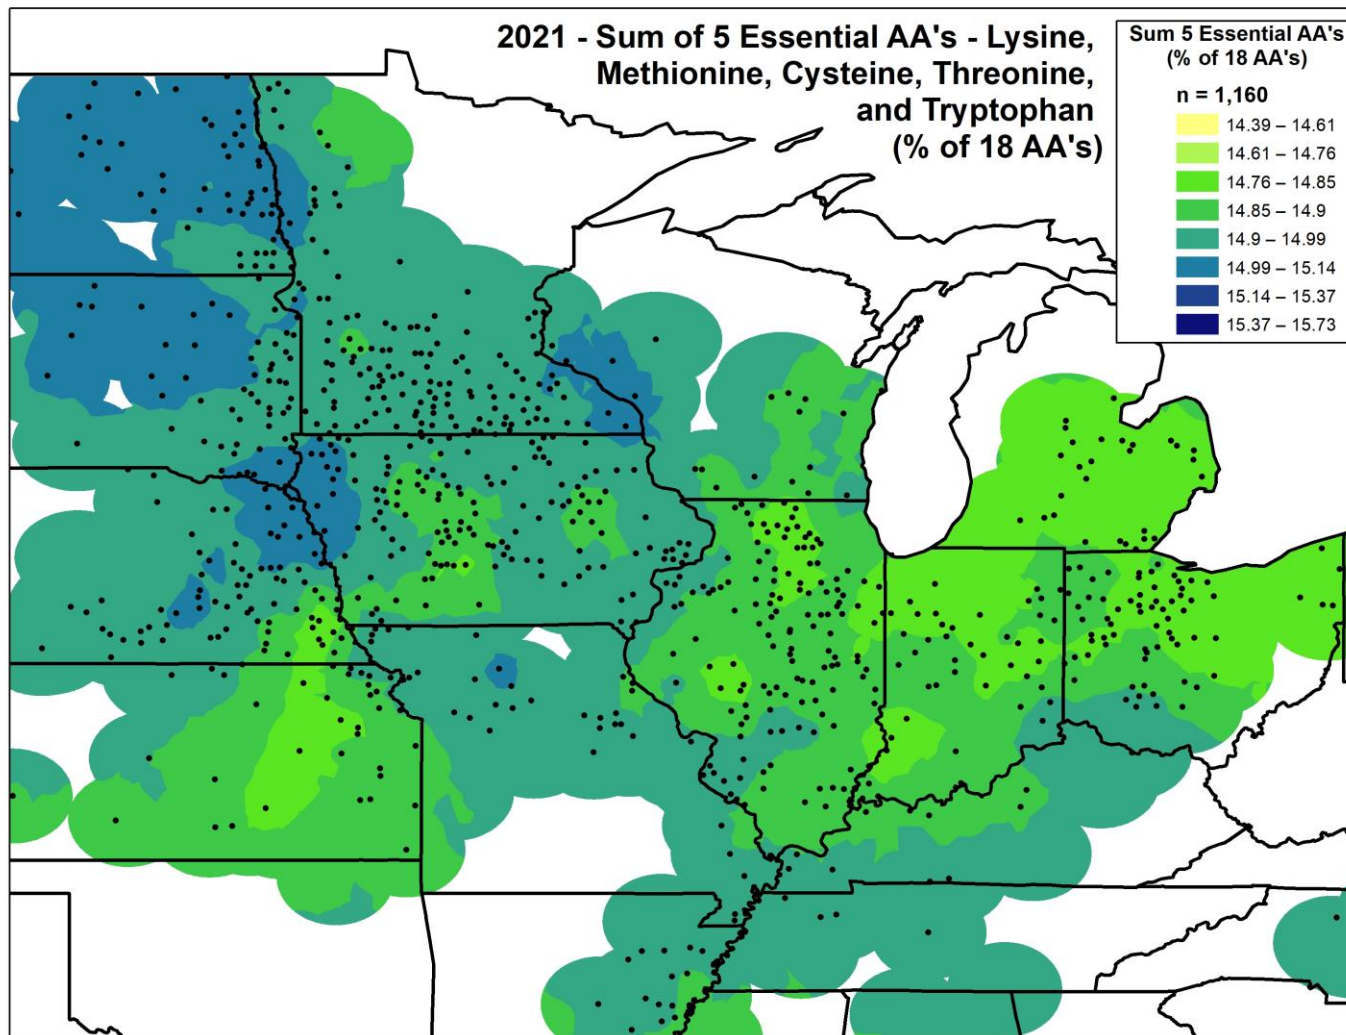 2021 - Sum of 5 Essential AA's - Lysine,
Methionine, Cysteine, Threonine,
and Tryptophan
(% of 18 AA's)
Sum 5 Essential AA's
(% of 18 AA's)
n = 1,160
14.39 – 14.61
14.61 – 14.76
14.76 – 14.85
14.85 – 14.9
14.9 – 14.99
14.99 – 15.14
15.14 – 15.37
15.37 – 15.73